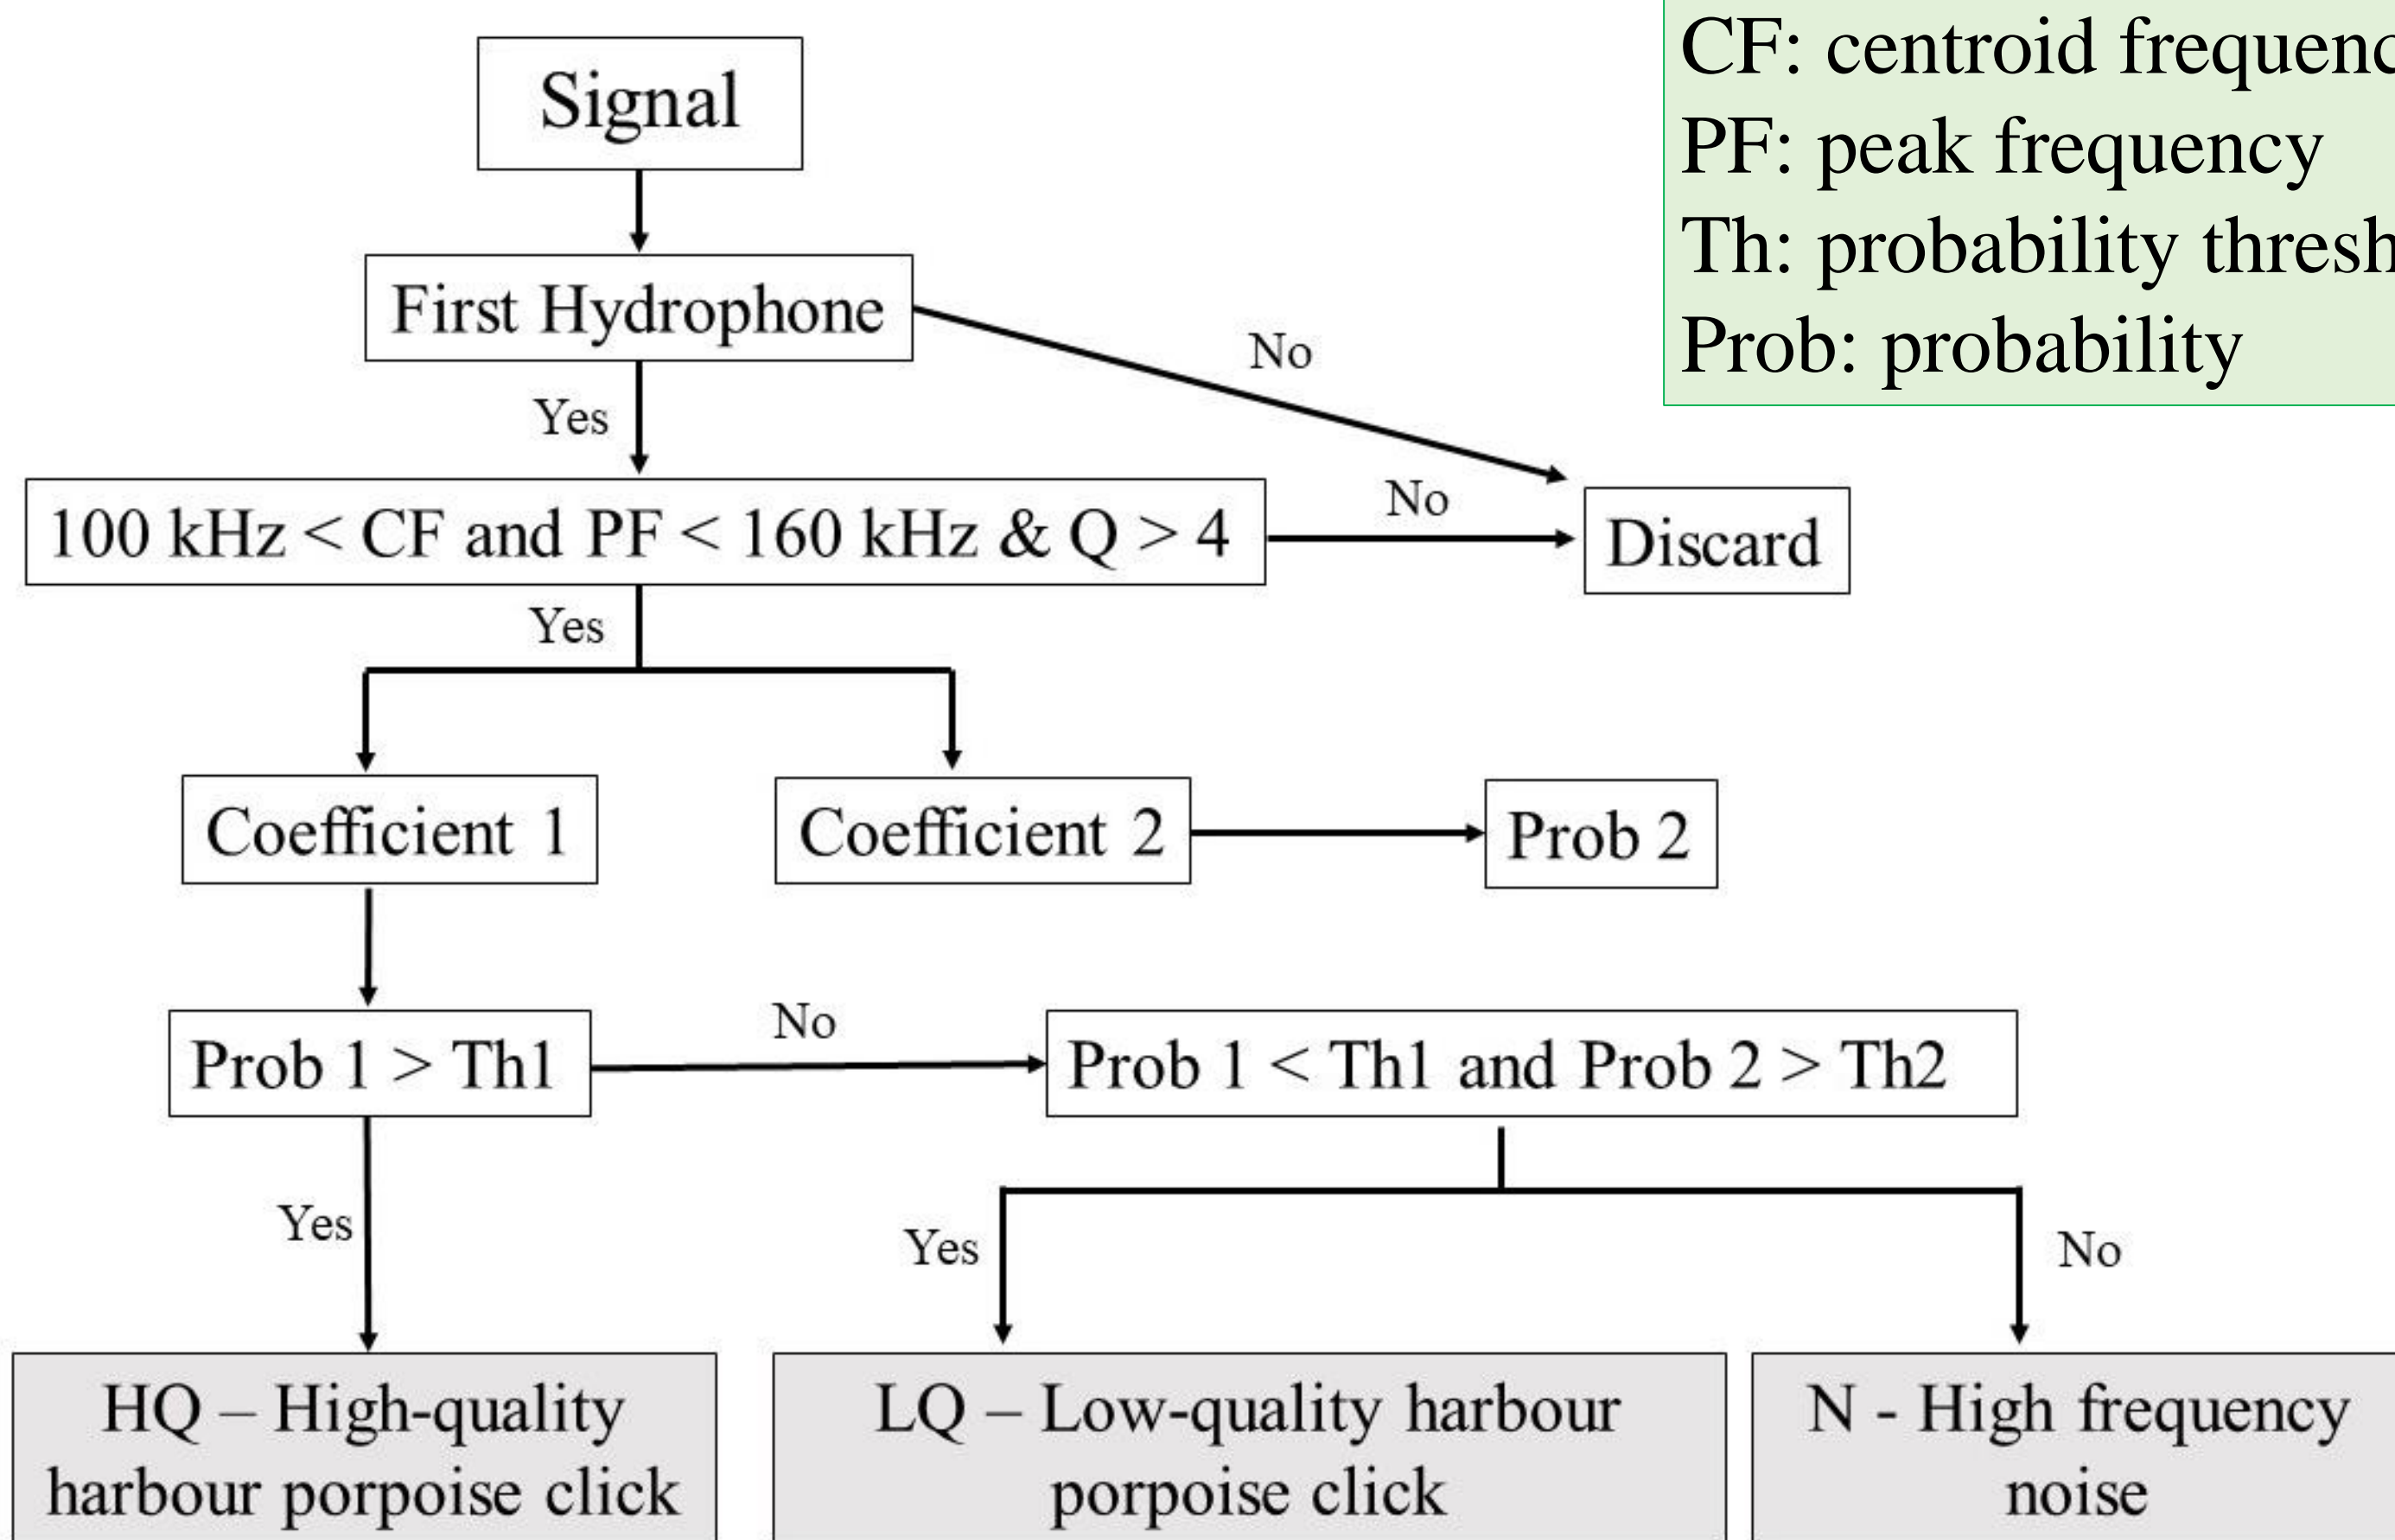 Signal
CF: centroid
PF: peak frequency
Th: probability
Prob: probability
First Hydrophone
No
Yes
100 kHz < CF and PF < 160 kHz & Q > 4
No
Discard
Yes
Coefficient 1
Coefficient 2
Prob 2
Prob 1 > Th1
No
Prob 1 < Th1 and Prob 2 > Th2
Yes
Yes
No
HQ – High-quality
harbour porpoise click
LQ – Low-quality harbour
porpoise click
N - High frequency
noise